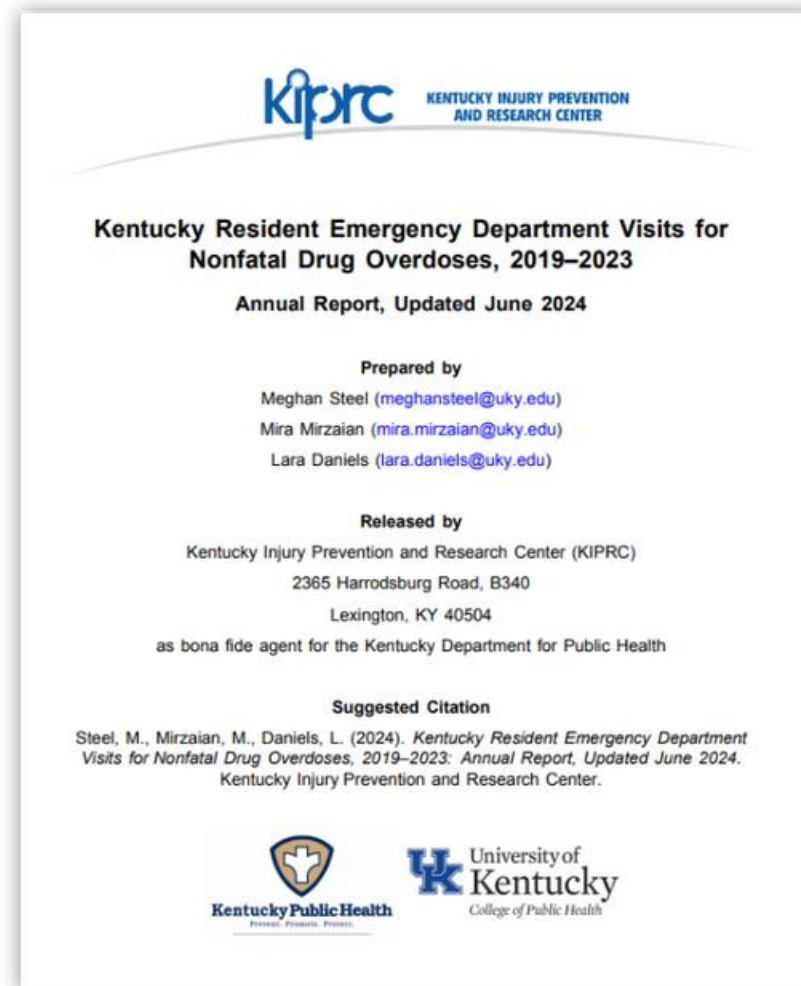 kiprc KENTUCKY INJURY PREVENTION
AND RESEARCH CENTER
Kentucky Resident Emergency Department Visits for
Nonfatal Drug Overdoses, 2019–2023
Annual Report, Updated June 2024
Prepared by
Meghan Steel (meghansteel@uky.edu)
Mira Mirzaian (mira.mirzaian@uky.edu)
Lara Daniels (lara.daniels@uky.edu)
Released by
Kentucky Injury Prevention and Research Center (KIPRC)
2365 Harrodsburg Road, B340
Lexington, KY 40504
as bona fide agent for the Kentucky Department for Public Health
Suggested Citation
Steel, M., Mirzaian, M., Daniels, L. (2024). Kentucky Resident Emergency Department
Visits for Nonfatal Drug Overdoses, 2019–2023: Annual Report, Updated June 2024.
Kentucky Injury Prevention and Research Center.
Kentucky Public Health
Prevent. Promote. Protect.
UK University of
Kentucky
College of Public Health